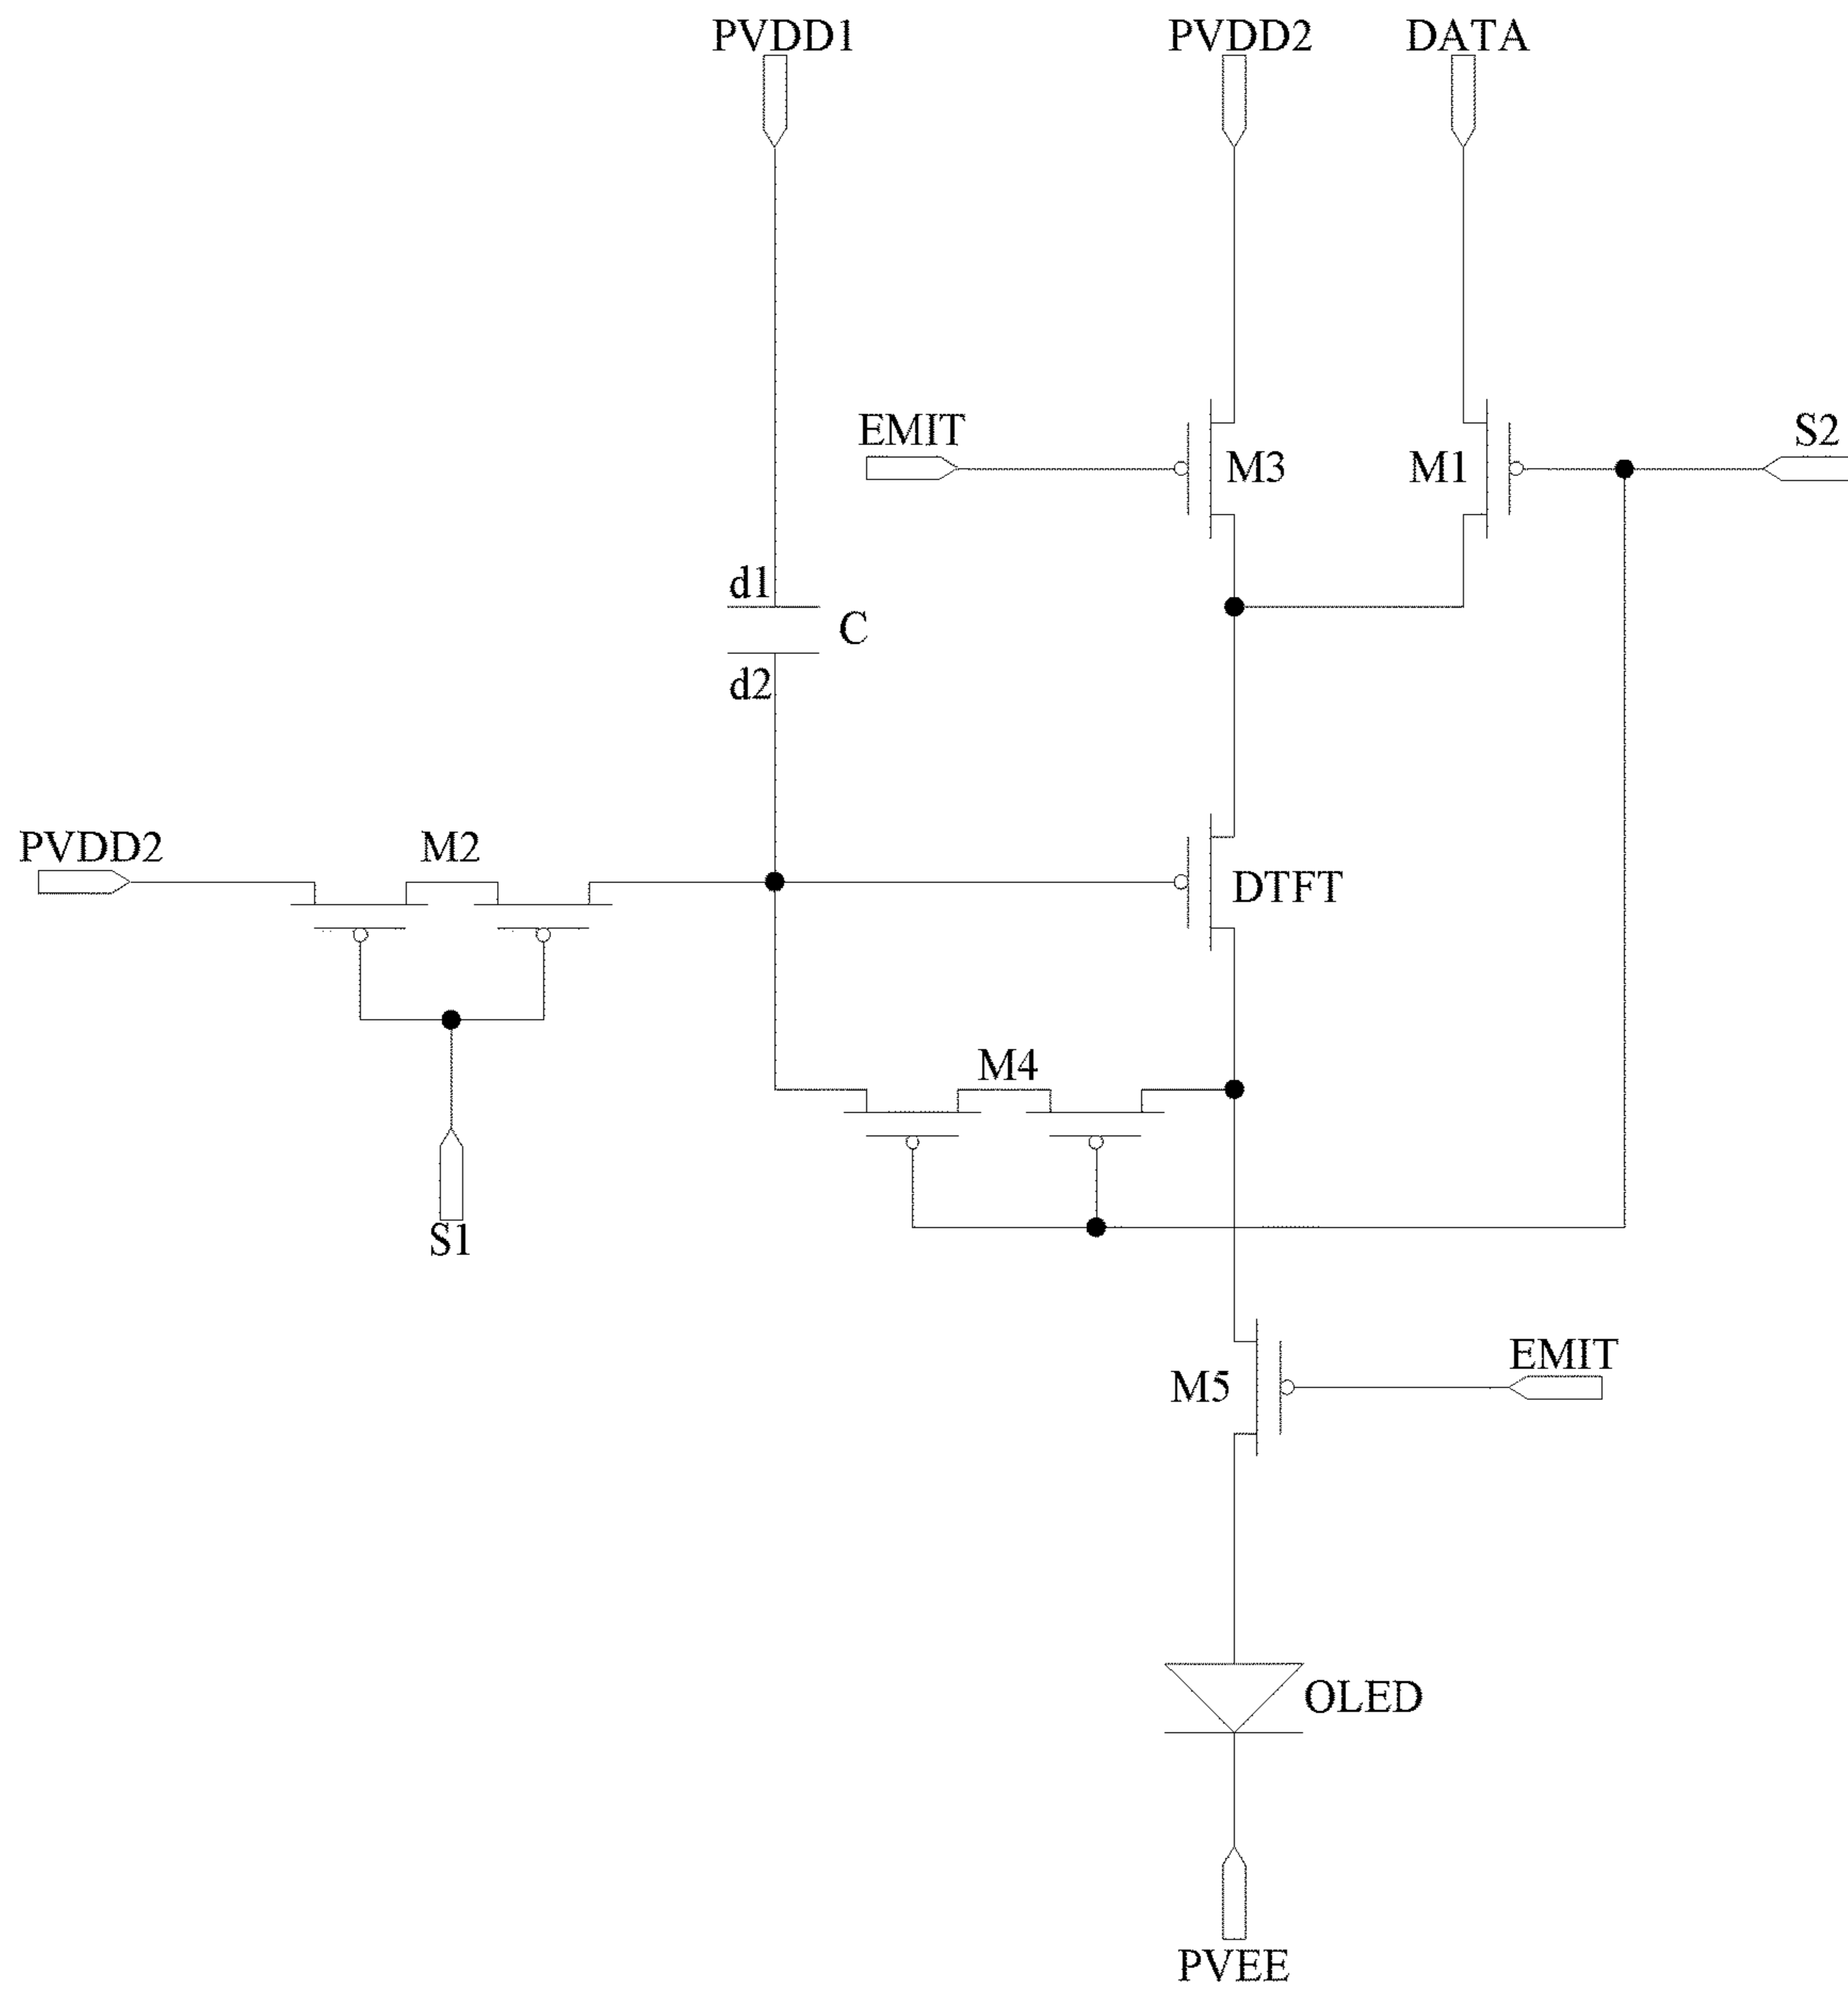 PVDD1 PVDD2 DATA
EMIT
S2
M3
M1
d1
C
d2
PVDD2
M2
DTFT
M4
S1
EMIT
M5
OLED
PVEE